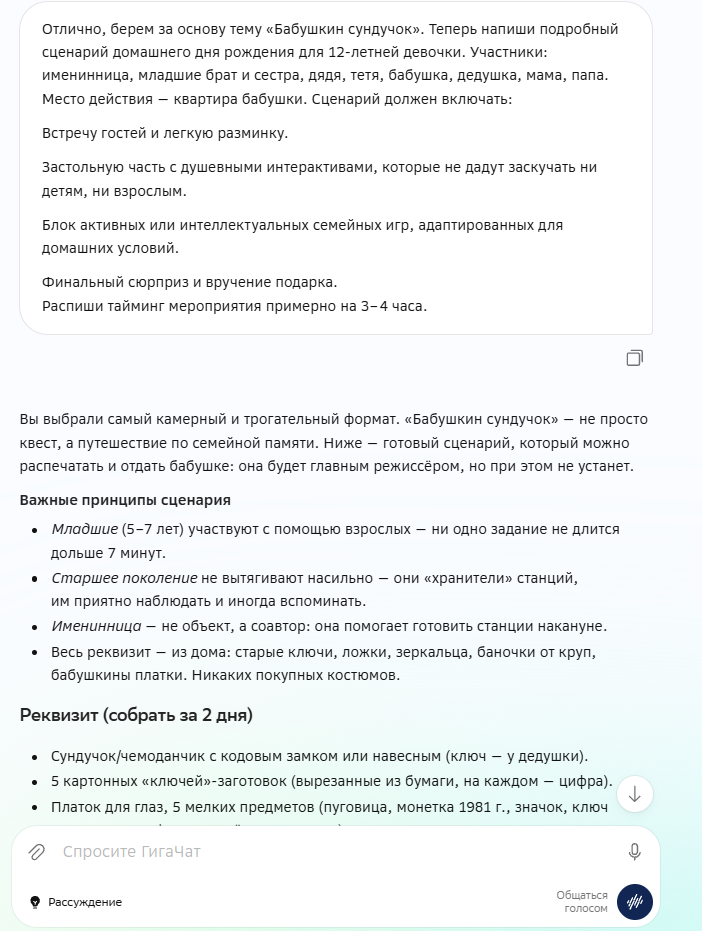 Отлично, берем за основу тему «Бабушкин сундучок». Теперь напиши подробный
сценарий домашнего дня рождения для 12-летней девочки. Участники:
именинница, младшие брат и сестра, дядя, тетя, бабушка, дедушка, мама, папа.
Место действия — квартира бабушки. Сценарий должен включать:
Встречу гостей и легкую разминку.
Застольную часть с душевными интерактивами, которые не дадут заскучать ни
детям, ни взрослым.
Блок активных или интеллектуальных семейных игр, адаптированных для
домашних условий.
Финальный сюрприз и вручение подарка.
Распиши тайминг мероприятия примерно на 3–4 часа.
Вы выбрали самый камерный и трогательный формат. «Бабушкин сундучок» — не просто
квест, а путешествие по семейной памяти. Ниже — готовый сценарий, который можно
распечатать и отдать бабушке: она будет главным режиссёром, но при этом не устанет.
Важные принципы сценария
• Младшие (5–7 лет) участвуют с помощью взрослых — ни одно задание не длится
дольше 7 минут.
• Старшее поколение не вытягивают насильно — они «хранители» станций,
им приятно наблюдать и иногда вспоминать.
• Именинница — не объект, а соавтор: она помогает готовить станции накануне.
• Весь реквизит — из дома: старые ключи, ложки, зеркальца, баночки от круп,
бабушкины платки. Никаких покупных костюмов.
Реквизит (собрать за 2 дня)
• Сундучок/чемоданчик с кодовым замком или навесным (ключ — у дедушки).
• 5 картонных «ключей»-заготовок (вырезанные из бумаги, на каждом — цифра).
• Платок для глаз, 5 мелких предметов (пуговица, монетка 1981 г., значок, ключ
Спросите ГигаЧат
Рассуждение
Общаться
голосом